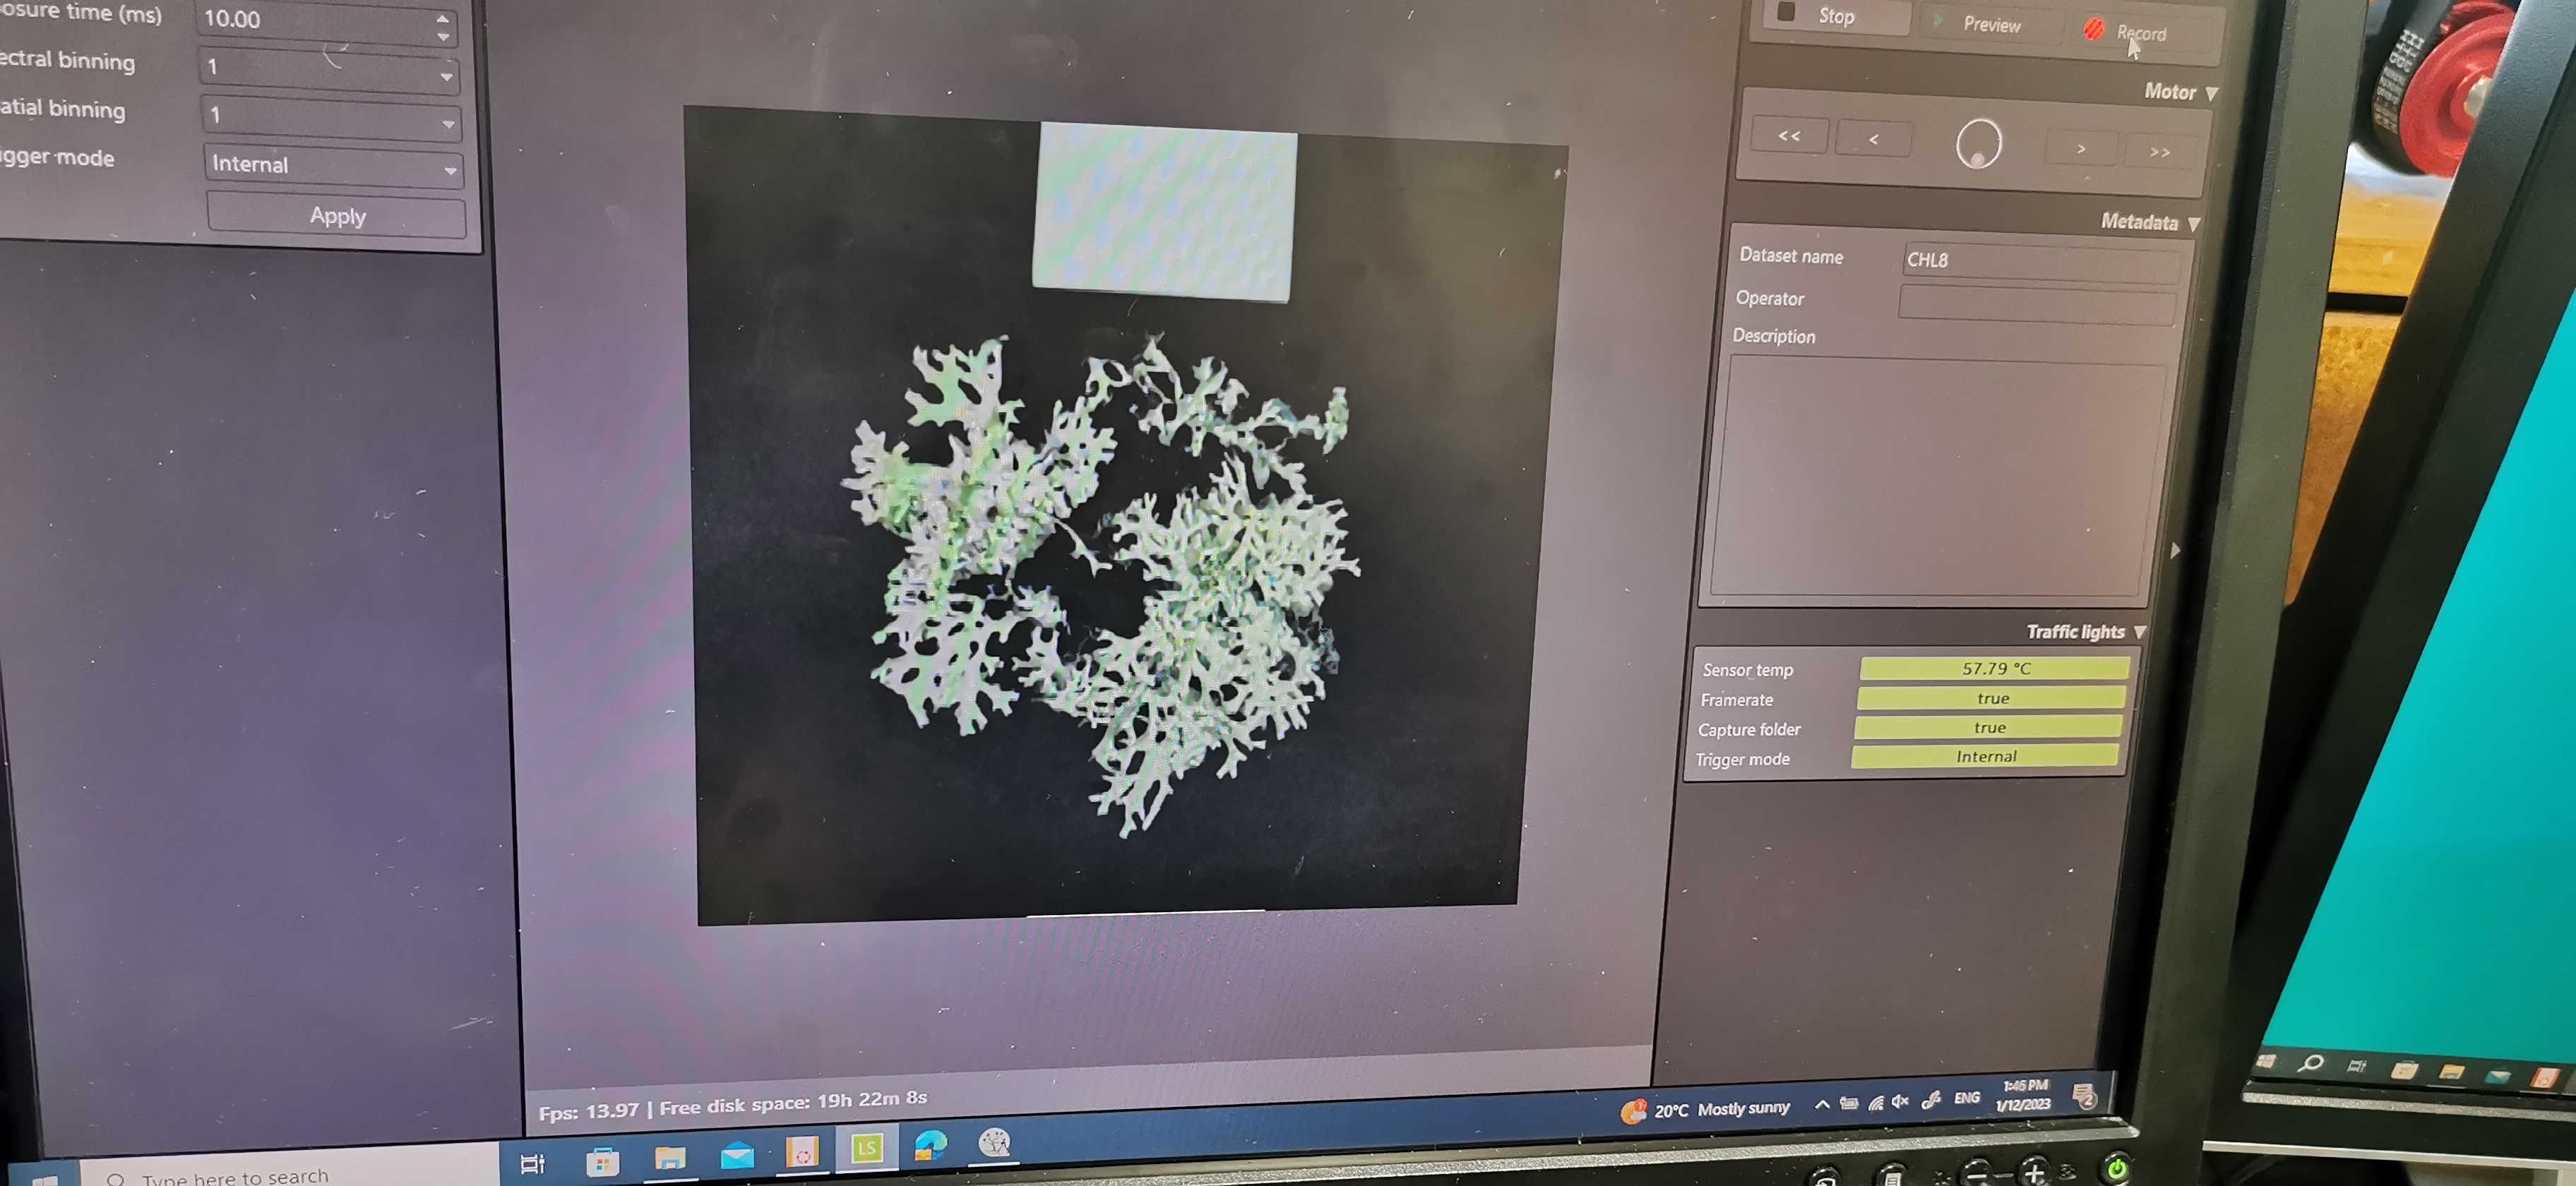 osure time (ms) 10.00
ectral binning 1
atial binning 1
igger mode Internal
Apply
Stop Preview Record
Motor
<< < > >>
Metadata
Dataset name CHL8
Operator
Description
Traffic lights
Sensor temp 57.79 °C
Framerate true
Capture folder true
Trigger mode Internal
Fps: 13.97 | Free disk space: 19h 22m 8s
20°C Mostly sunny ENG 1:46 PM
1/12/2023
2
LS
Type here to search